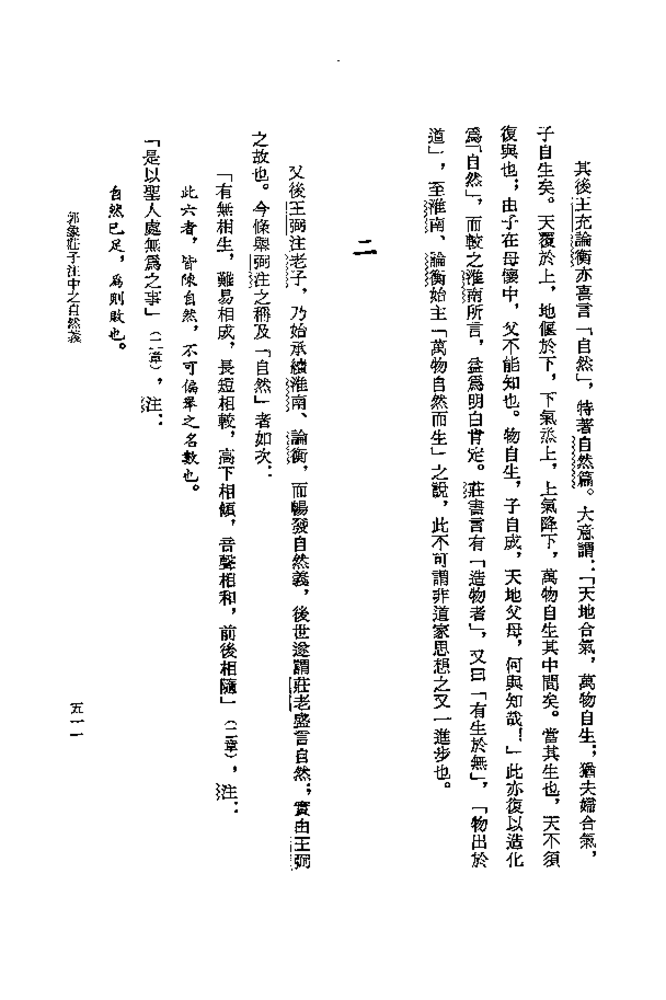 其後王充論衡亦喜言「自然」，特著自然篇。大意謂：「天地合氣，萬物自生；猶夫婦合氣，
子自生矣。天覆於上，地偃於下，下氣烝上，上氣降下，萬物自生其中間矣。當其生也，天不須
復與也；由子在母懷中，父不能知也。物自生，子自成，天地父母，何與知哉！」此亦復以造化
爲「自然」，而較之淮南所言，益爲明白肯定。莊書言有「造物者」，又曰「有生於無」，「物出於
道」，至淮南、論衡始主「萬物自然而生」之說，此不可謂非道家思想之又一進步也。
二
又後王弼注老子，乃始承續淮南、論衡，而暢發自然義，後世遂謂莊老盛言自然；實由王弼
之故也。今條舉弼注之稱及「自然」者如次：
「有無相生，難易相成，長短相較，高下相傾，音聲相和，前後相隨」（二章），注：
此六者，皆陳自然，不可偏舉之名數也。
「是以聖人處無爲之事」（二章），注：
自然已足，爲則敗也。
郭象莊子注中之自然義
五一一